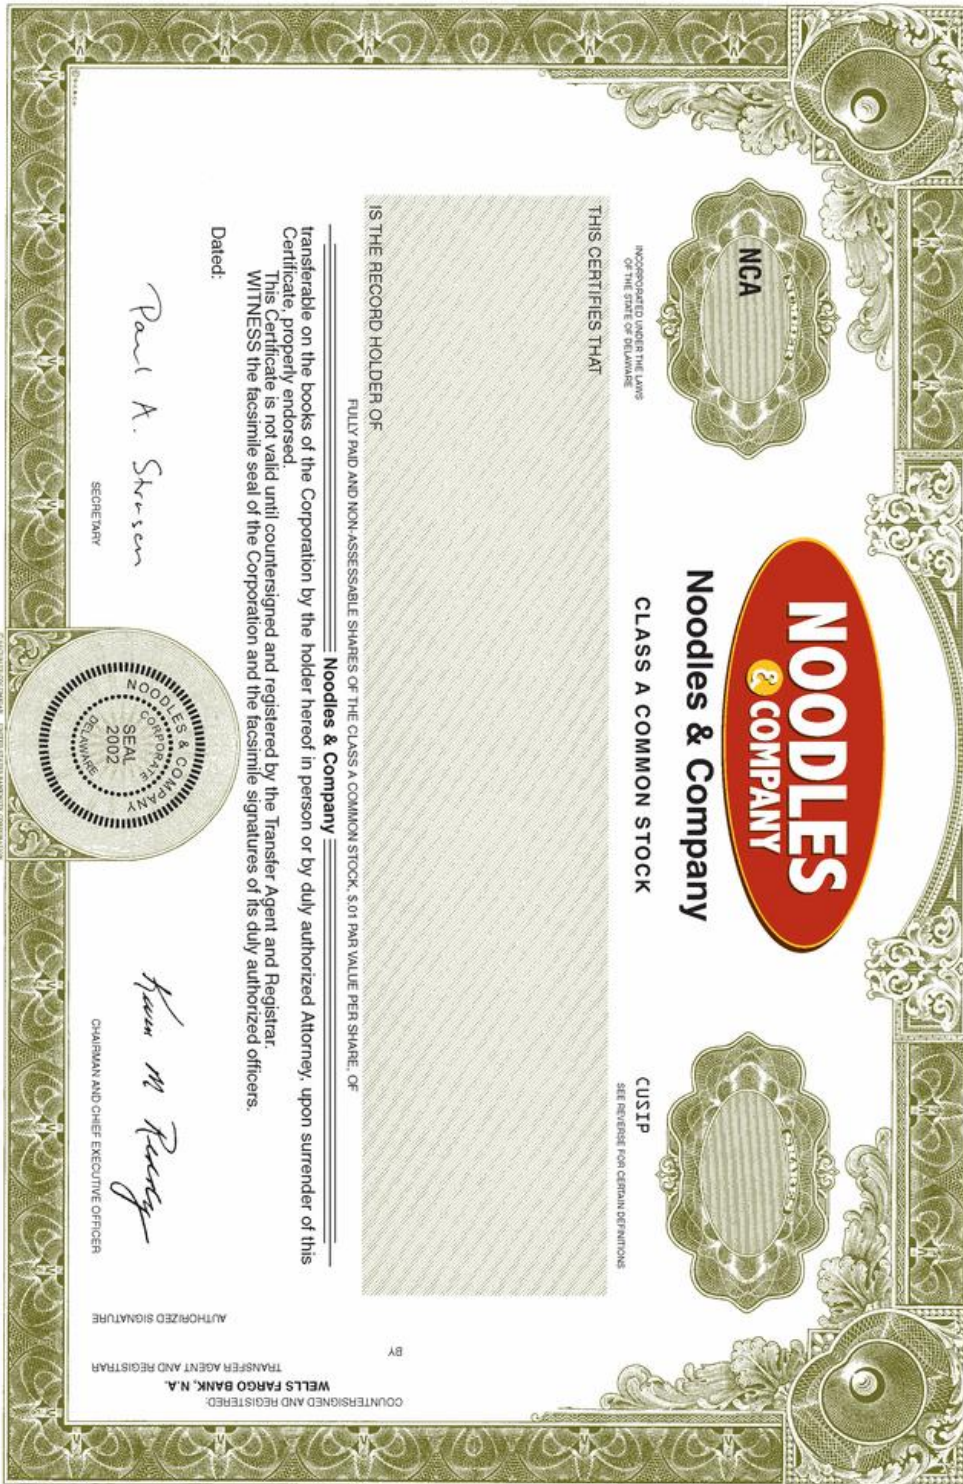 NOODLES
& COMPANY
Noodles & Company
CLASS A COMMON STOCK
NUMBER
NCA
SHARES
INCORPORATED UNDER THE LAWS
OF THE STATE OF DELAWARE
CUSIP
SEE REVERSE FOR CERTAIN DEFINITIONS
THIS CERTIFIES THAT
IS THE RECORD HOLDER OF
FULLY PAID AND NON-ASSESSABLE SHARES OF THE CLASS A COMMON STOCK, $.01 PAR VALUE PER SHARE, OF
Noodles & Company
transferable on the books of the Corporation by the holder hereof in person or by duly authorized Attorney, upon surrender of this
Certificate, properly endorsed.
This Certificate is not valid until countersigned and registered by the Transfer Agent and Registrar.
WITNESS the facsimile seal of the Corporation and the facsimile signatures of its duly authorized officers.
Dated:
Paul A. Strasen
SECRETARY
NOODLES & COMPANY
CORPORATE
SEAL
2002
DELAWARE
Kevin M Reddy
CHAIRMAN AND CHIEF EXECUTIVE OFFICER
COUNTERSIGNED AND REGISTERED:
WELLS FARGO BANK, N.A.
TRANSFER AGENT AND REGISTRAR
BY
AUTHORIZED SIGNATURE